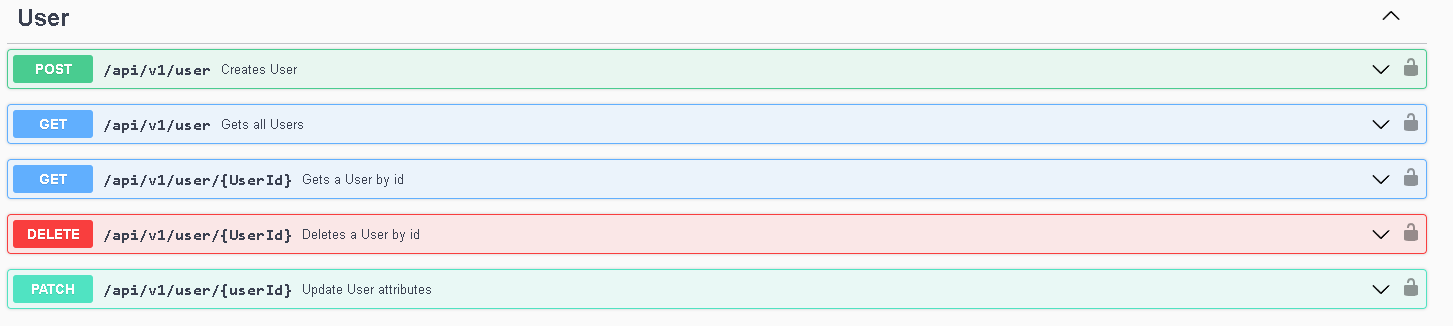 User
POST /api/v1/user Creates User
GET /api/v1/user Gets all Users
GET /api/v1/user/{UserId} Gets a User by id
DELETE /api/v1/user/{UserId} Deletes a User by id
PATCH /api/v1/user/{userId} Update User attributes